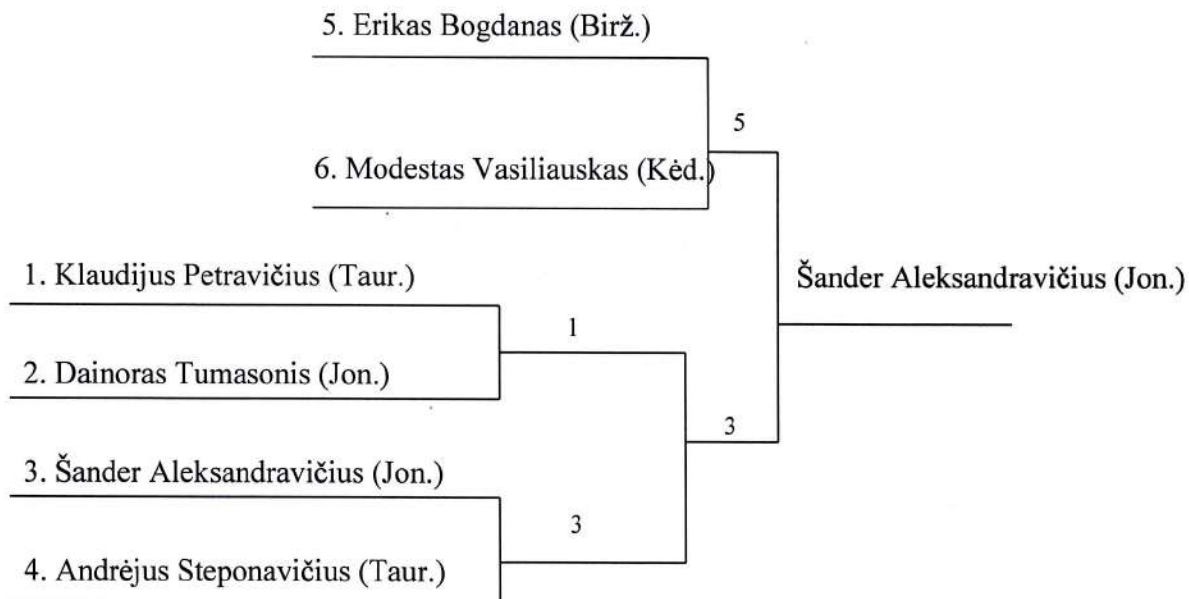 5. Erikas Bogdanas (Birž.)
5
6. Modestas Vasiliauskas (Kėd.)
1. Klaudijus Petravičius (Taur.)
Šander Aleksandravičius (Jon.)
1
2. Dainoras Tumasonis (Jon.)
3
3. Šander Aleksandravičius (Jon.)
3
4. Andrėjus Steponavičius (Taur.)